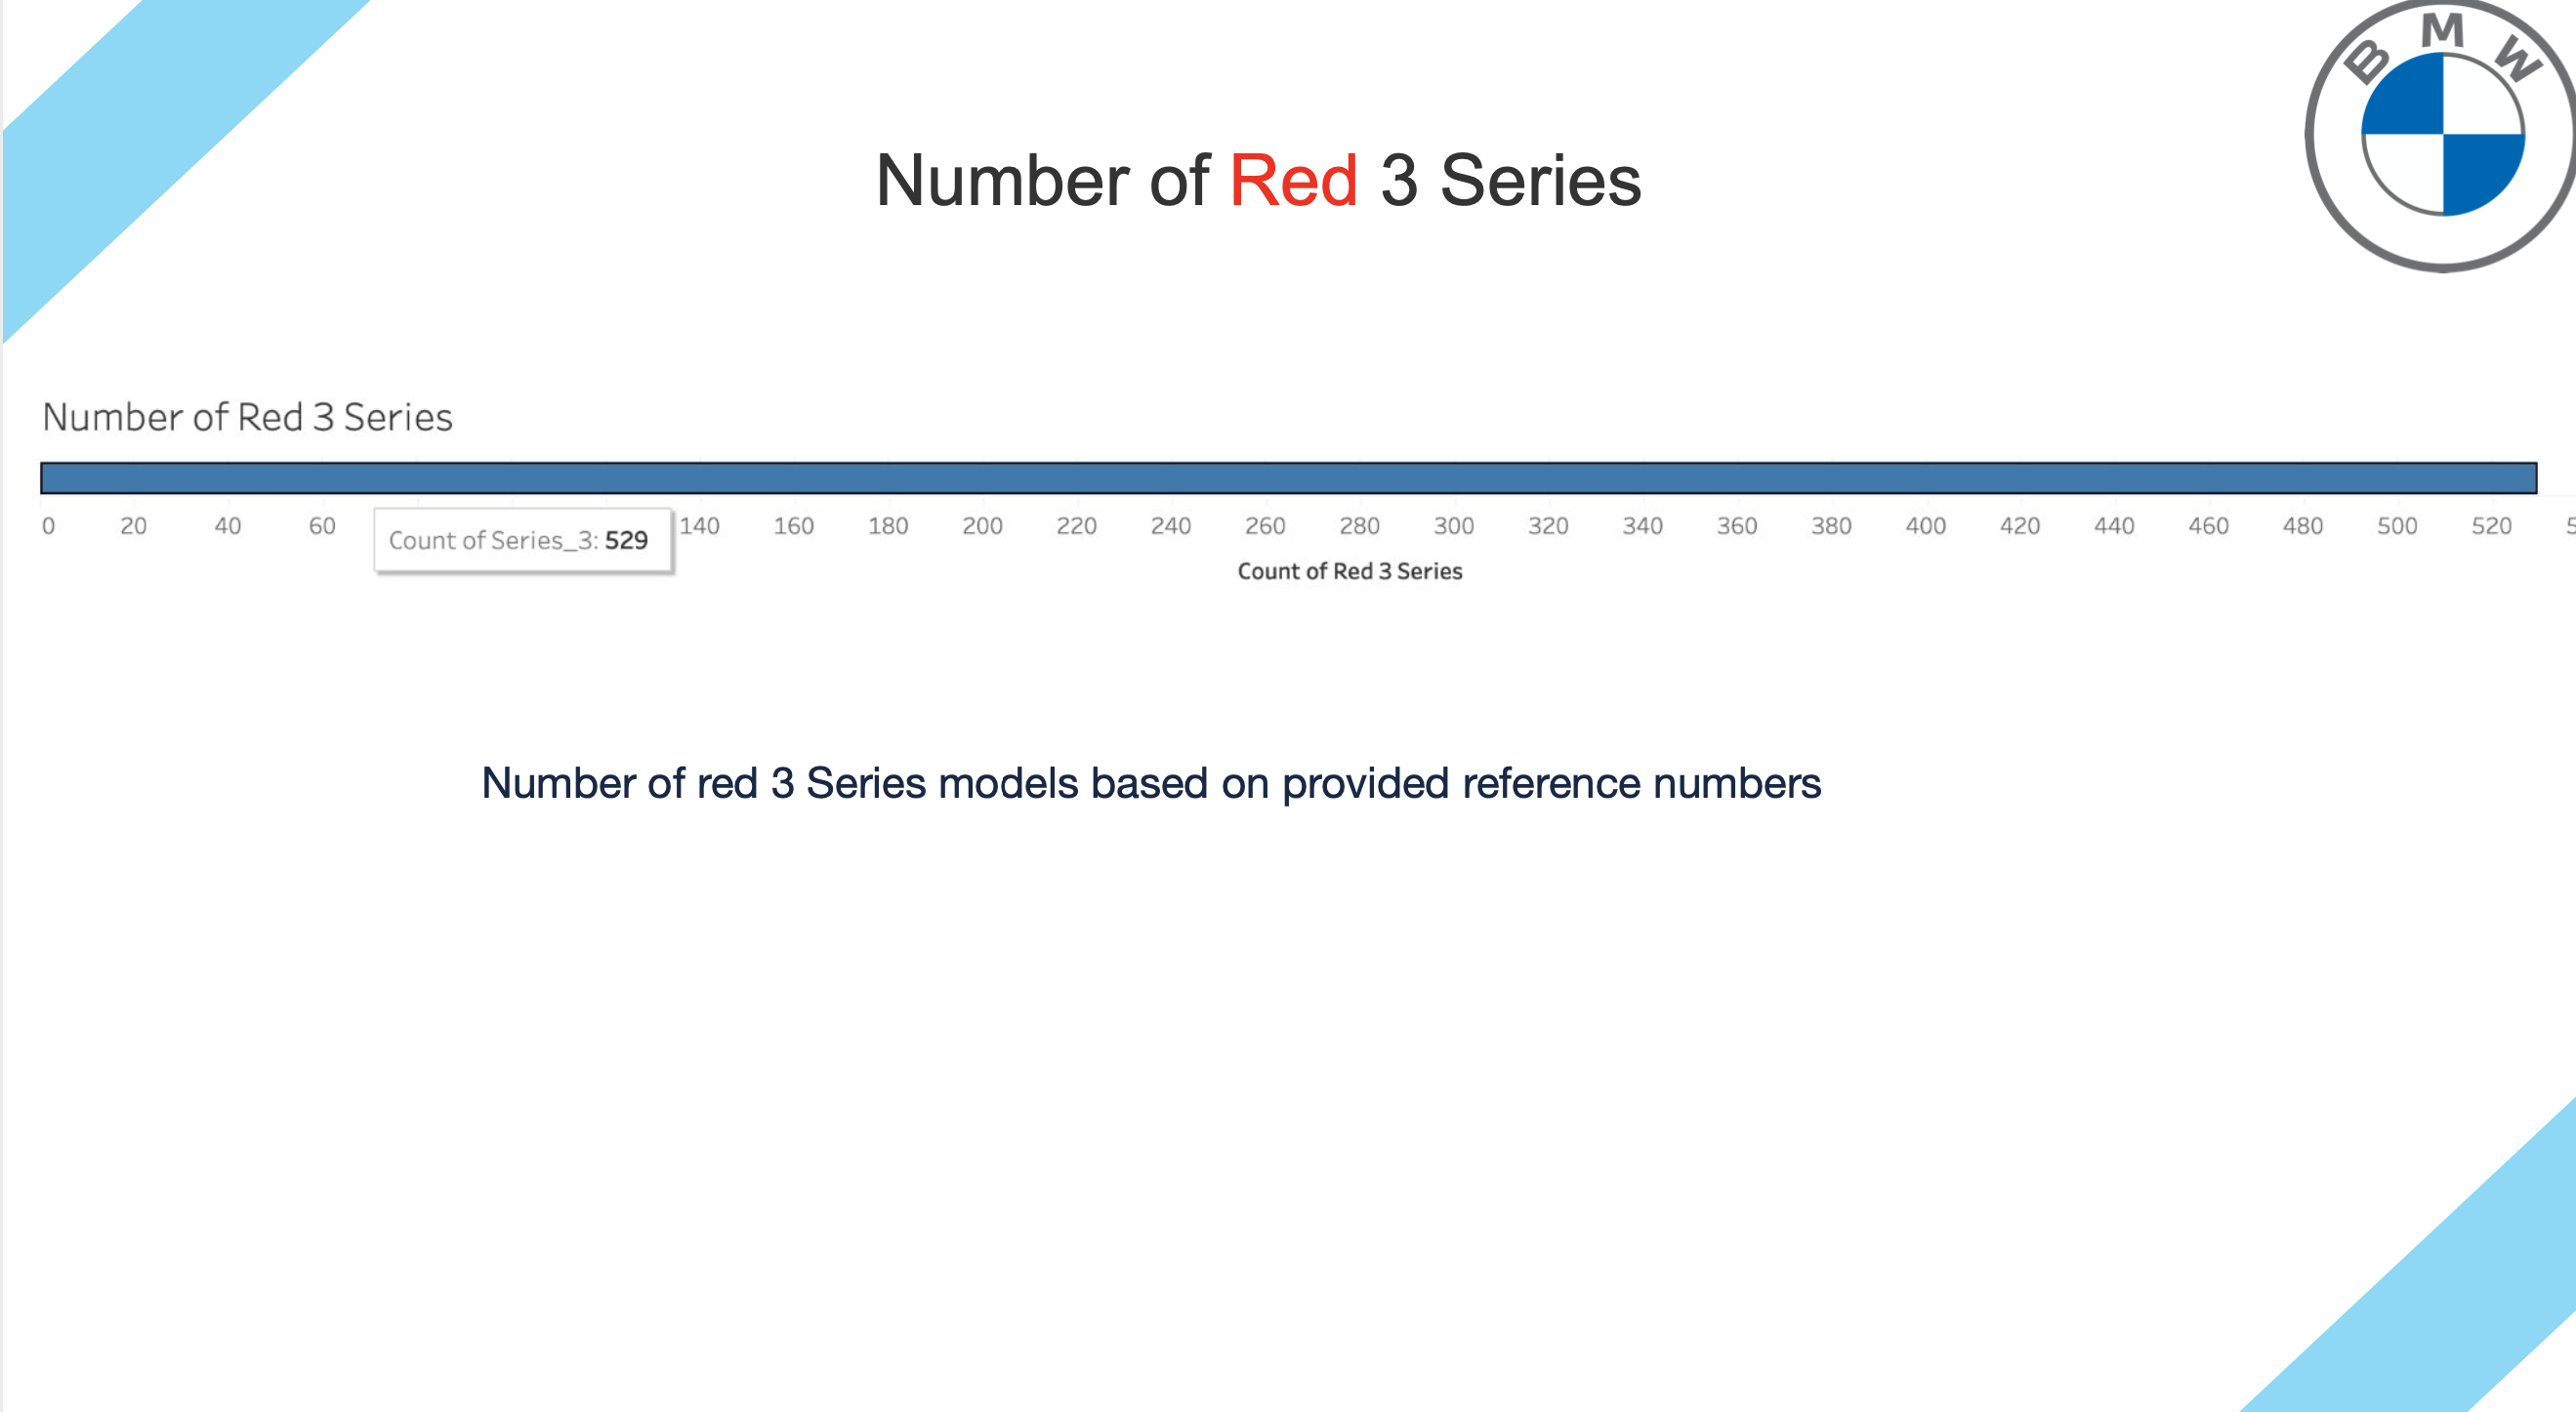 B M W
Number of Red 3 Series
Number of Red 3 Series
0 20 40 60 140 160 180 200 220 240 260 280 300 320 340 360 380 400 420 440 460 480 500 520
Count of Series_3: 529
Count of Red 3 Series
Number of red 3 Series models based on provided reference numbers